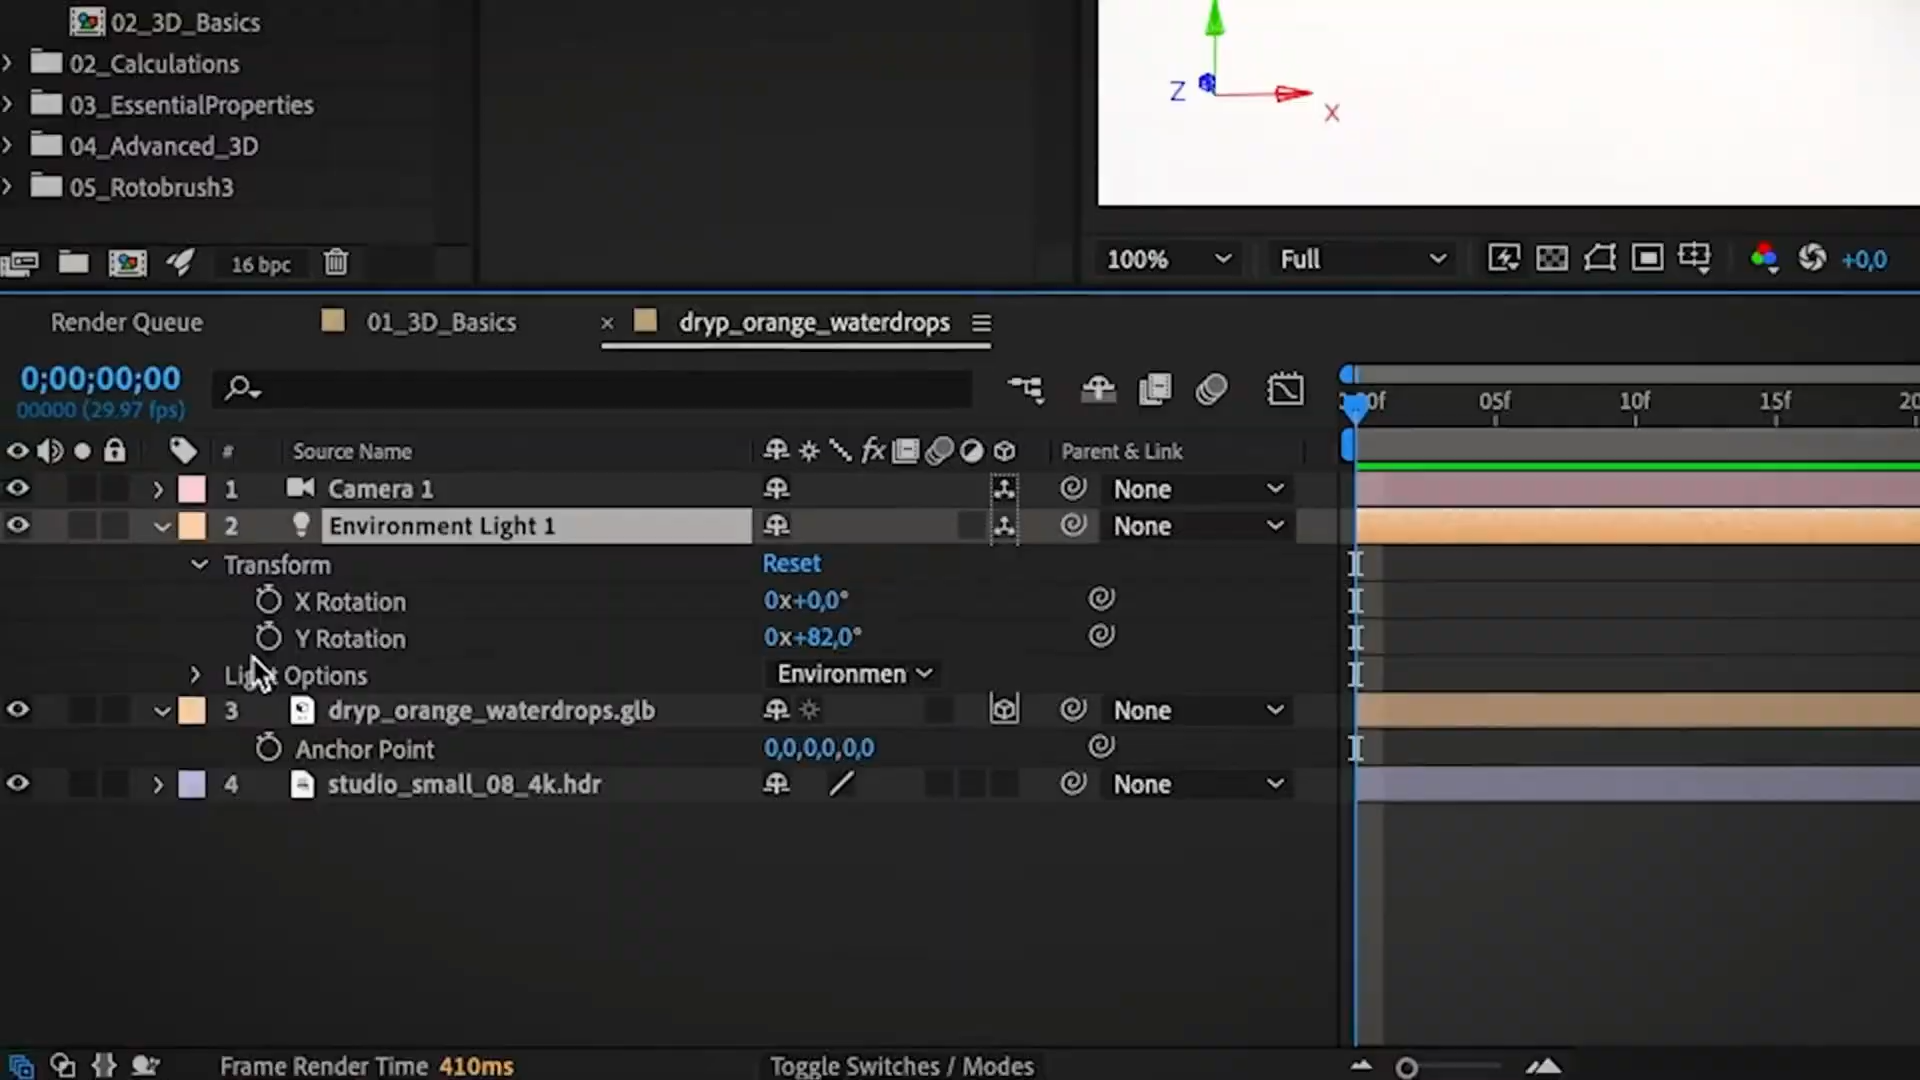 02_3D_Basics
02_Calculations
03_EssentialProperties
04_Advanced_3D
05_Rotobrush3
Z
X
16 bpc
100%
Full
+0,0
Render Queue
01_3D_Basics
dryp_orange_waterdrops
0;00;00;00
00000 (29.97 fps)
05f
10f
15f
#
Source Name
fx
Parent & Link
1
Camera 1
None
2
Environment Light 1
None
Transform
Reset
X Rotation
0x+0,0°
Y Rotation
0x+82,0°
Light Options
Environmen
3
dryp_orange_waterdrops.glb
None
Anchor Point
0,0,0,0,0,0
4
studio_small_08_4k.hdr
None
Frame Render Time 410ms
Toggle Switches / Modes